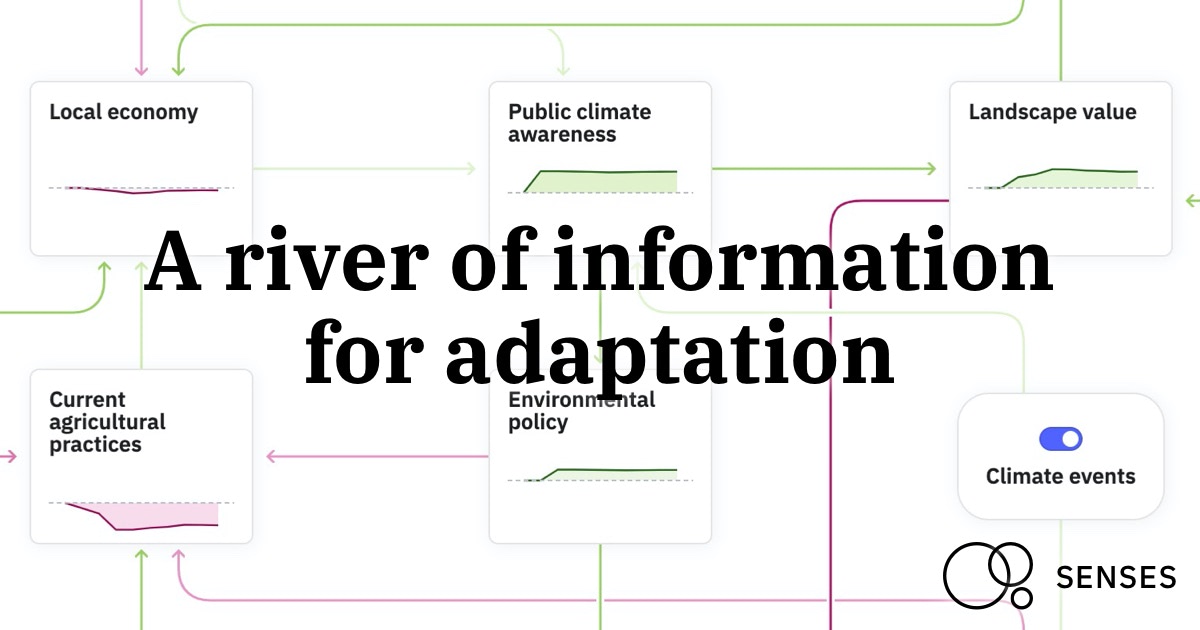 Local economy
Public climate
awareness
Landscape value
A river of information
for adaptation
Current
agricultural
practices
Environmental
policy
Climate events
SENSES